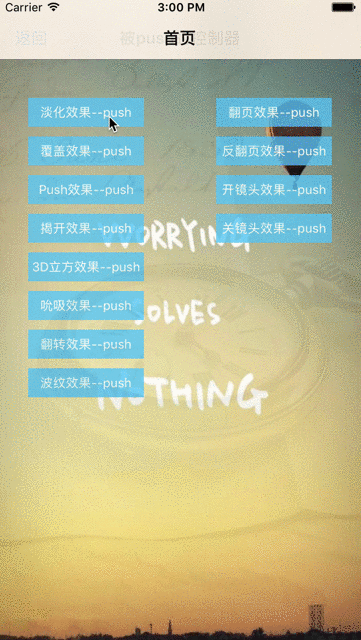 Carrier 3:00 PM
返回 被push的控制器
首页
淡化效果--push 翻页效果--push
覆盖效果--push 反翻页效果--push
Push效果--push 开镜头效果--push
揭开效果--push 关镜头效果--push
WORRYING
3D立方效果--push
吮吸效果--push
SOLVES
翻转效果--push
波纹效果--push
NOTHING